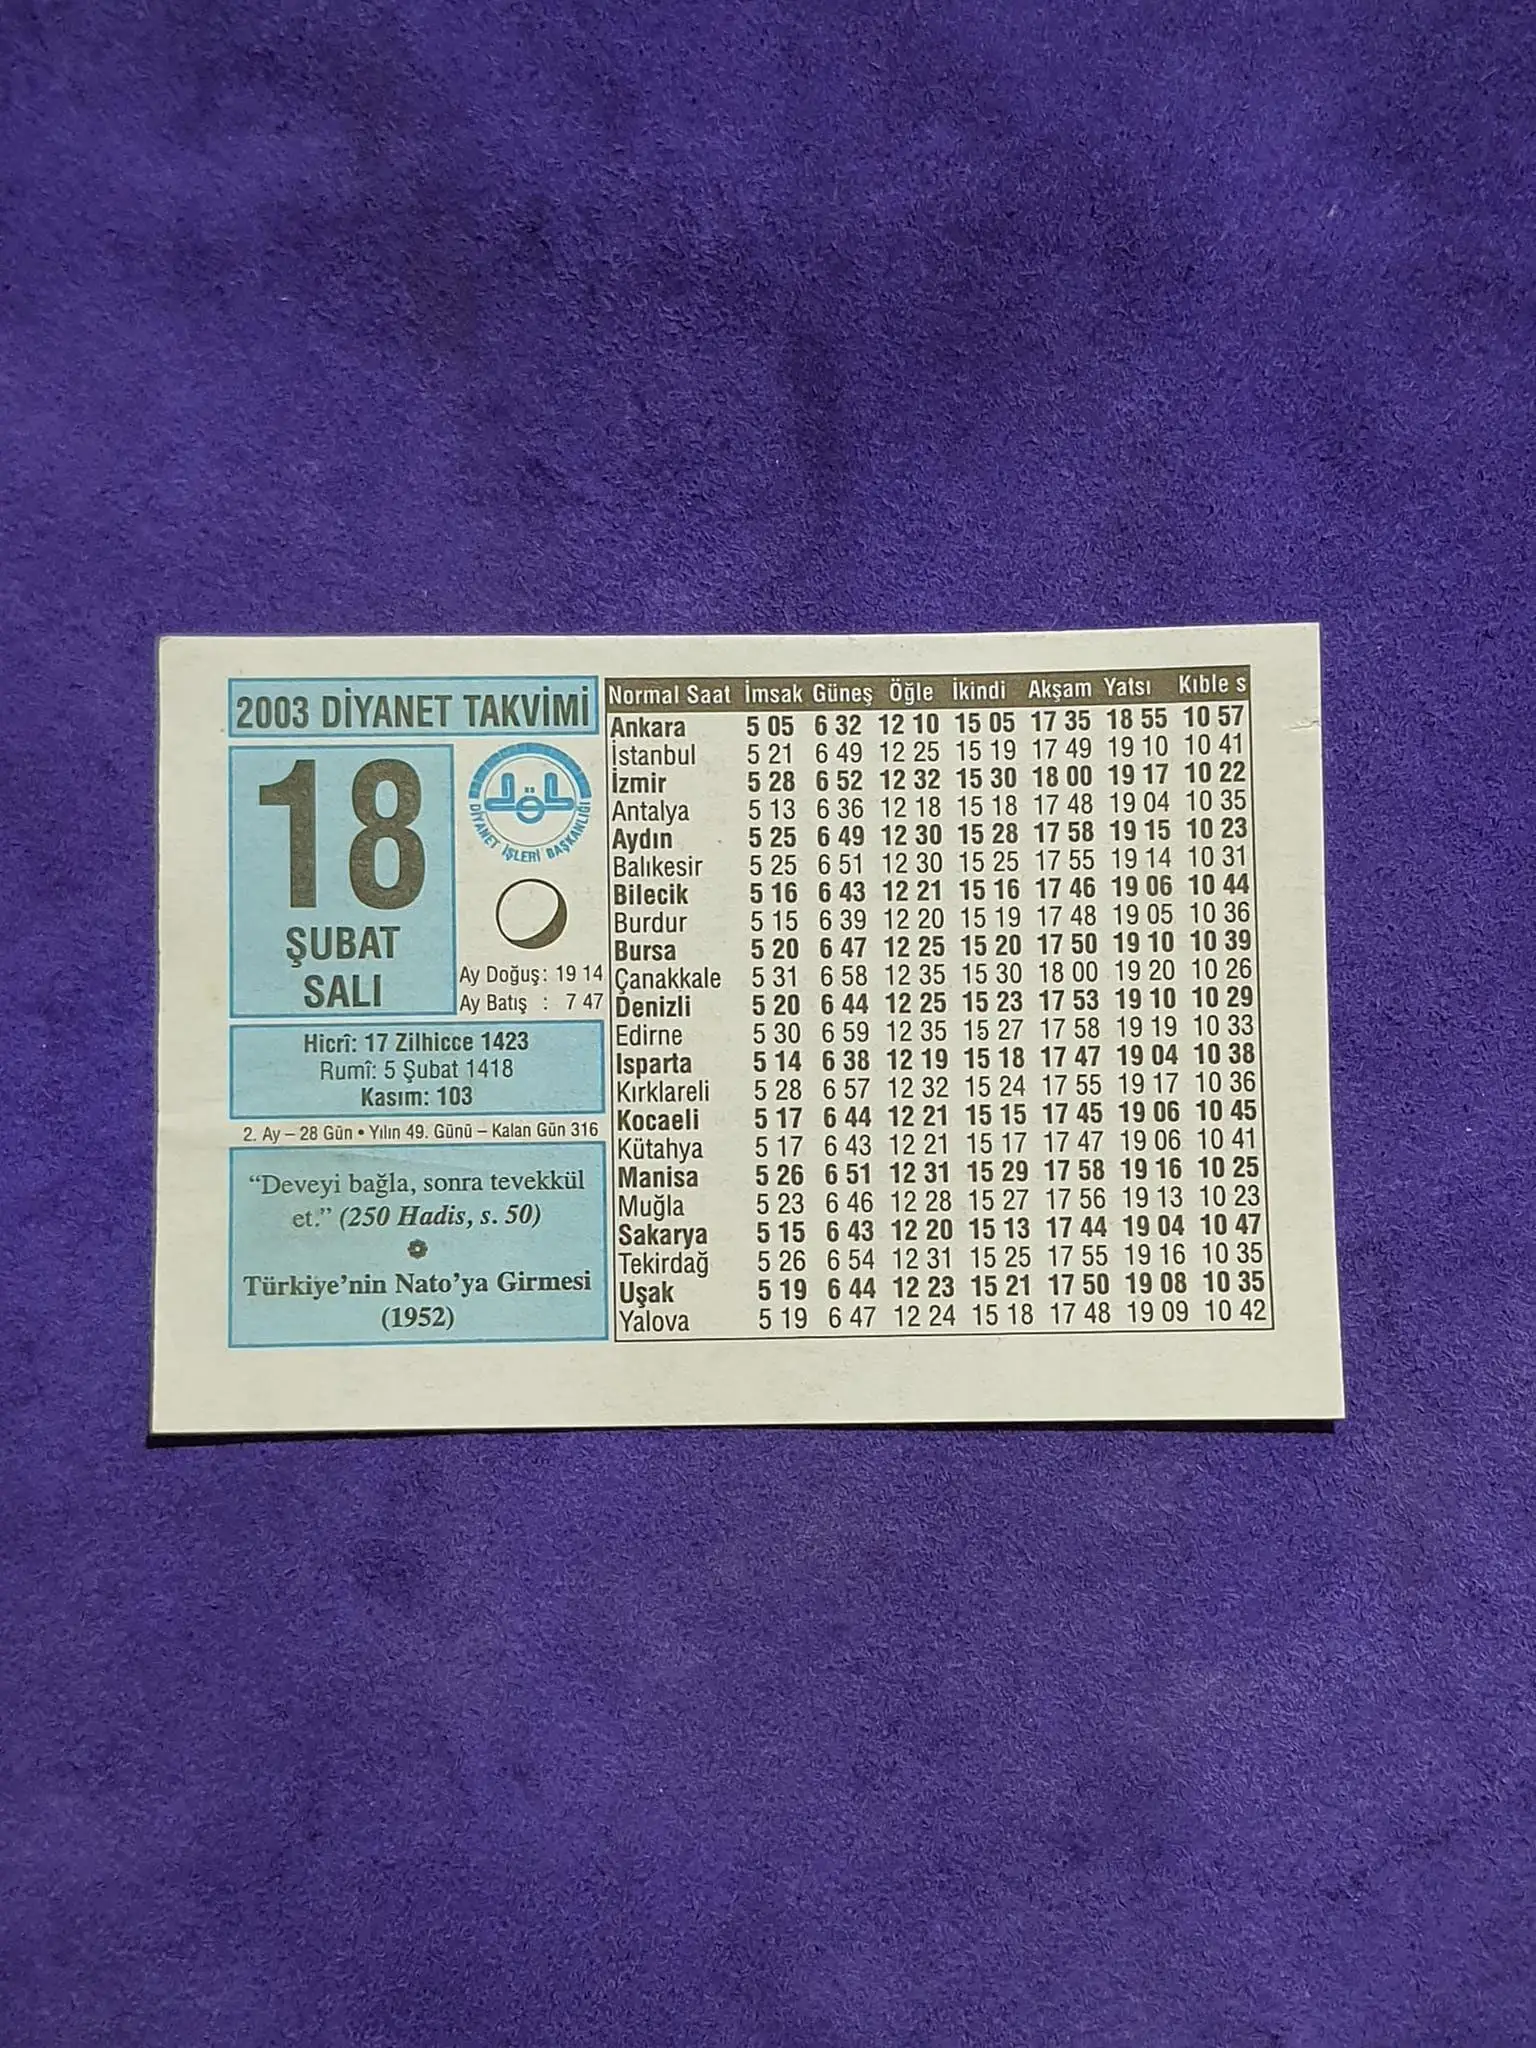 2003 DİYANET TAKVİMİ
18
ŞUBAT
SALI
DİYANET İŞLERİ BAŞKANLIĞI
Ay Doğuş: 19 14
Ay Batış : 7 47
Hicrî: 17 Zilhicce 1423
Rumî: 5 Şubat 1418
Kasım: 103
2. Ay – 28 Gün • Yılın 49. Günü – Kalan Gün 316
“Deveyi bağla, sonra tevekkül
et.” (250 Hadis, s. 50)
Türkiye’nin Nato’ya Girmesi
(1952)
Normal Saat İmsak Güneş Öğle İkindi Akşam Yatsı Kıble s
Ankara 5 05 6 32 12 10 15 05 17 35 18 55 10 57
İstanbul 5 21 6 49 12 25 15 19 17 49 19 10 10 41
İzmir 5 28 6 52 12 32 15 30 18 00 19 17 10 22
Antalya 5 13 6 36 12 18 15 18 17 48 19 04 10 35
Aydın 5 25 6 49 12 30 15 28 17 58 19 15 10 23
Balıkesir 5 25 6 51 12 30 15 25 17 55 19 14 10 31
Bilecik 5 16 6 43 12 21 15 16 17 46 19 06 10 44
Burdur 5 15 6 39 12 20 15 19 17 48 19 05 10 36
Bursa 5 20 6 47 12 25 15 20 17 50 19 10 10 39
Çanakkale 5 31 6 58 12 35 15 30 18 00 19 20 10 26
Denizli 5 20 6 44 12 25 15 23 17 53 19 10 10 29
Edirne 5 30 6 59 12 35 15 27 17 58 19 19 10 33
Isparta 5 14 6 38 12 19 15 18 17 47 19 04 10 38
Kırklareli 5 28 6 57 12 32 15 24 17 55 19 17 10 36
Kocaeli 5 17 6 44 12 21 15 15 17 45 19 06 10 45
Kütahya 5 17 6 43 12 21 15 17 17 47 19 06 10 41
Manisa 5 26 6 51 12 31 15 29 17 58 19 16 10 25
Muğla 5 23 6 46 12 28 15 27 17 56 19 13 10 23
Sakarya 5 15 6 43 12 20 15 13 17 44 19 04 10 47
Tekirdağ 5 26 6 54 12 31 15 25 17 55 19 16 10 35
Uşak 5 19 6 44 12 23 15 21 17 50 19 08 10 35
Yalova 5 19 6 47 12 24 15 18 17 48 19 09 10 42